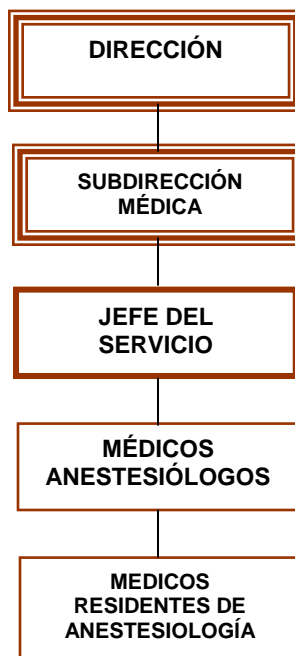 DIRECCIÓN
SUBDIRECCIÓN
MÉDICA
JEFE DEL
SERVICIO
MÉDICOS
ANESTESIÓLOGOS
MEDICOS
RESIDENTES DE
ANESTESIOLOGÍA